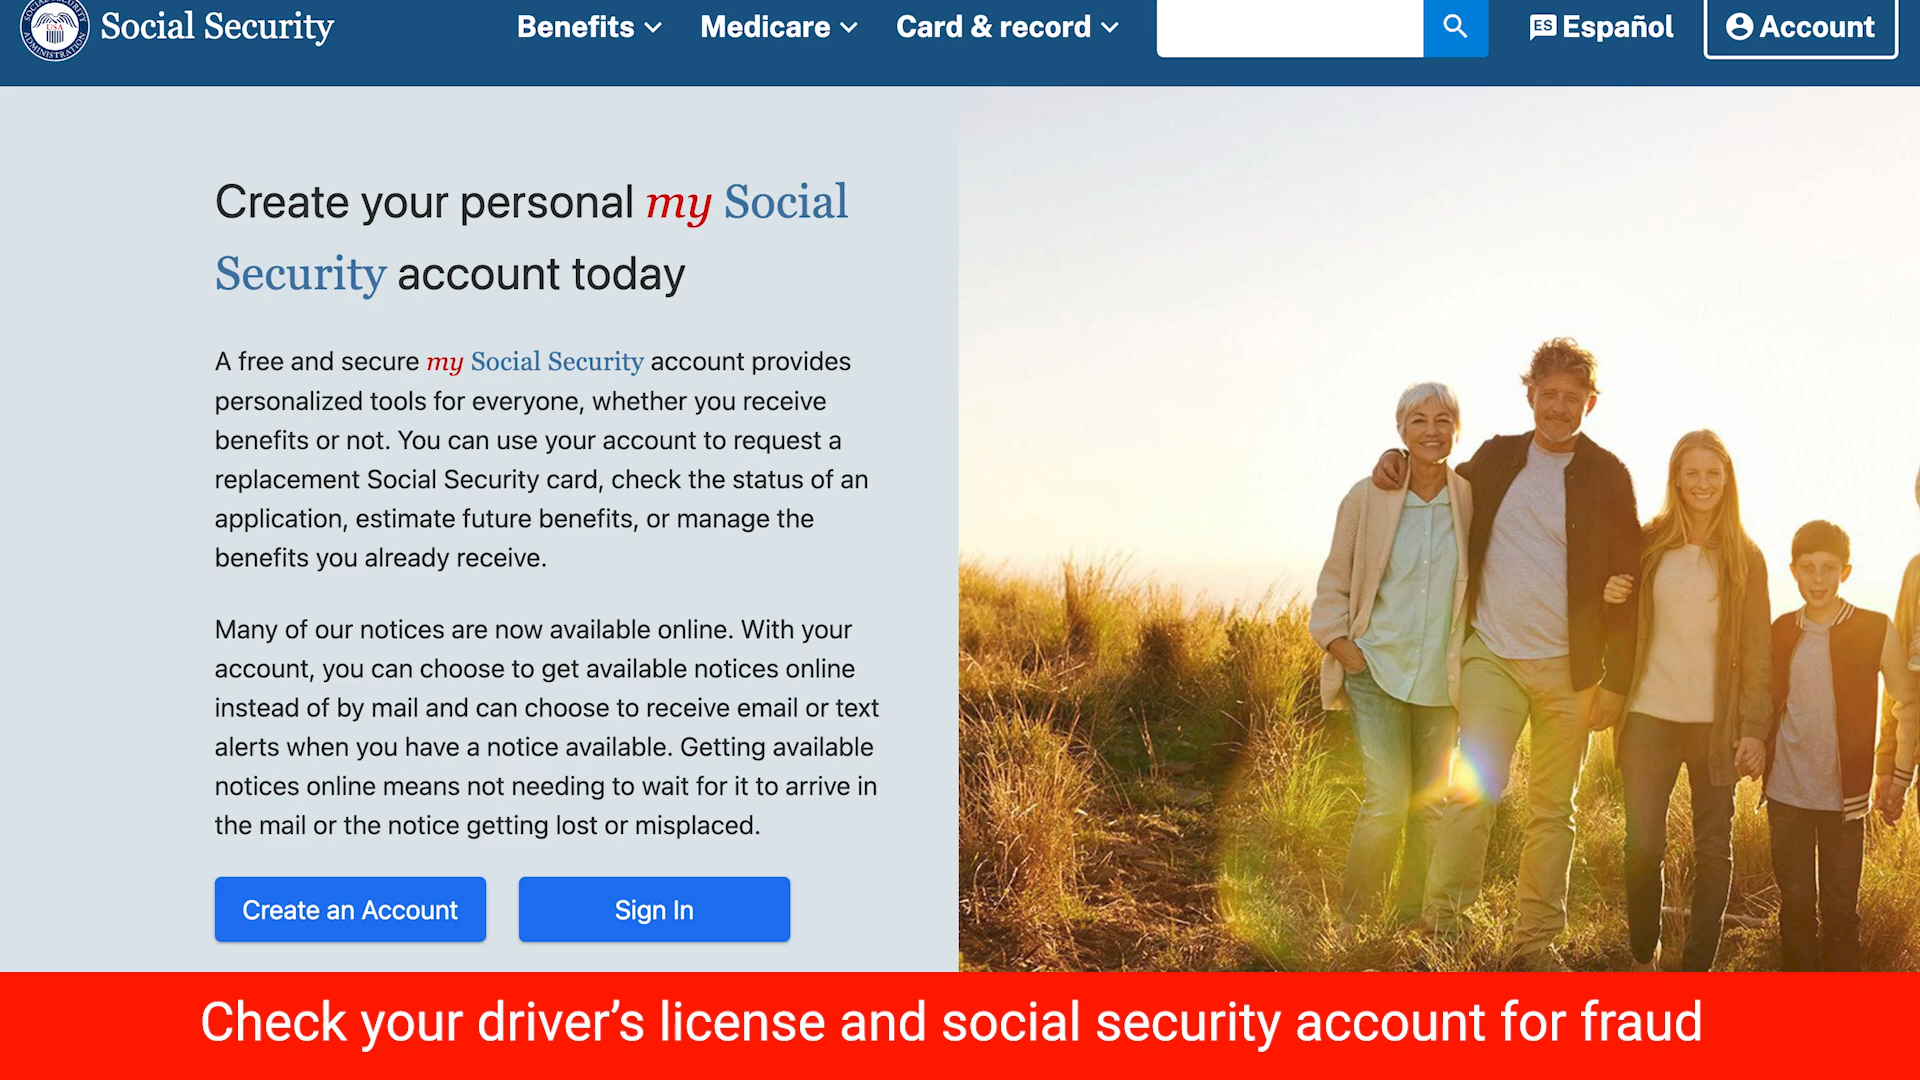 SOCIAL SECURITY
USA
ADMINISTRATION
Social Security
Benefits
Medicare
Card & record
ES Español
Account
Create your personal my Social
Security account today
A free and secure my Social Security account provides
personalized tools for everyone, whether you receive
benefits or not. You can use your account to request a
replacement Social Security card, check the status of an
application, estimate future benefits, or manage the
benefits you already receive.
Many of our notices are now available online. With your
account, you can choose to get available notices online
instead of by mail and can choose to receive email or text
alerts when you have a notice available. Getting available
notices online means not needing to wait for it to arrive in
the mail or the notice getting lost or misplaced.
Create an Account
Sign In
Check your driver’s license and social security account for fraud